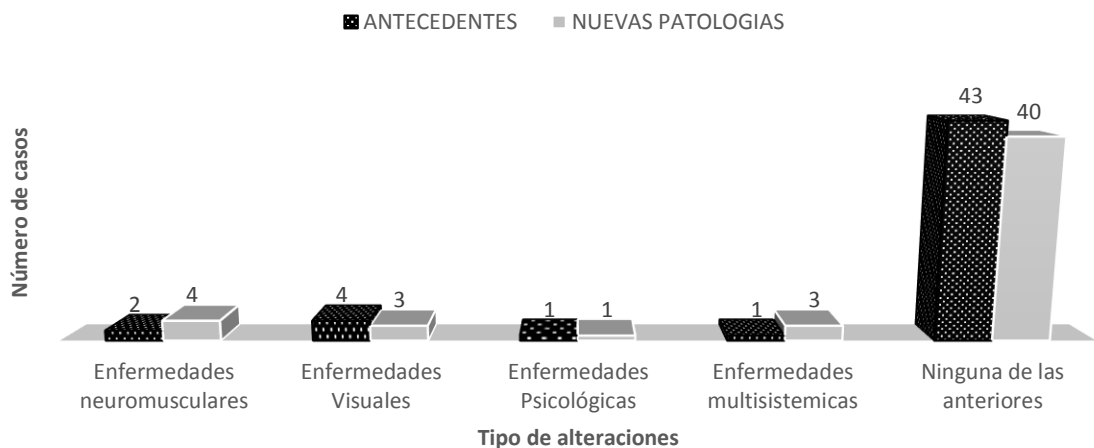 ANTECEDENTES NUEVAS PATOLOGIAS
43
40
2 4 4 3 1 1 1 3
Número de casos
Enfermedades neuromusculares
Enfermedades Visuales
Enfermedades Psicológicas
Enfermedades multisistemicas
Ninguna de las anteriores
Tipo de alteraciones